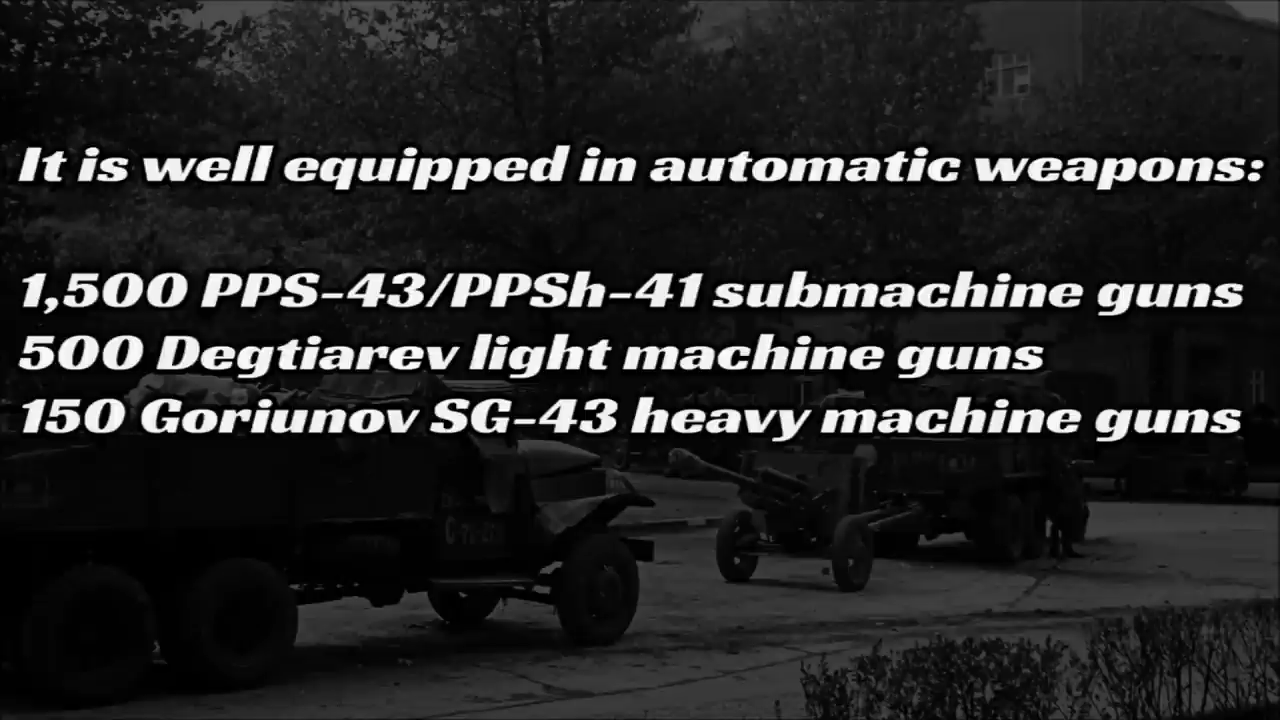 It is well equipped in automatic weapons:
1,500 PPS-43/PPSh-41 submachine guns
500 Degtiarev light machine guns
150 Goriunov SG-43 heavy machine guns